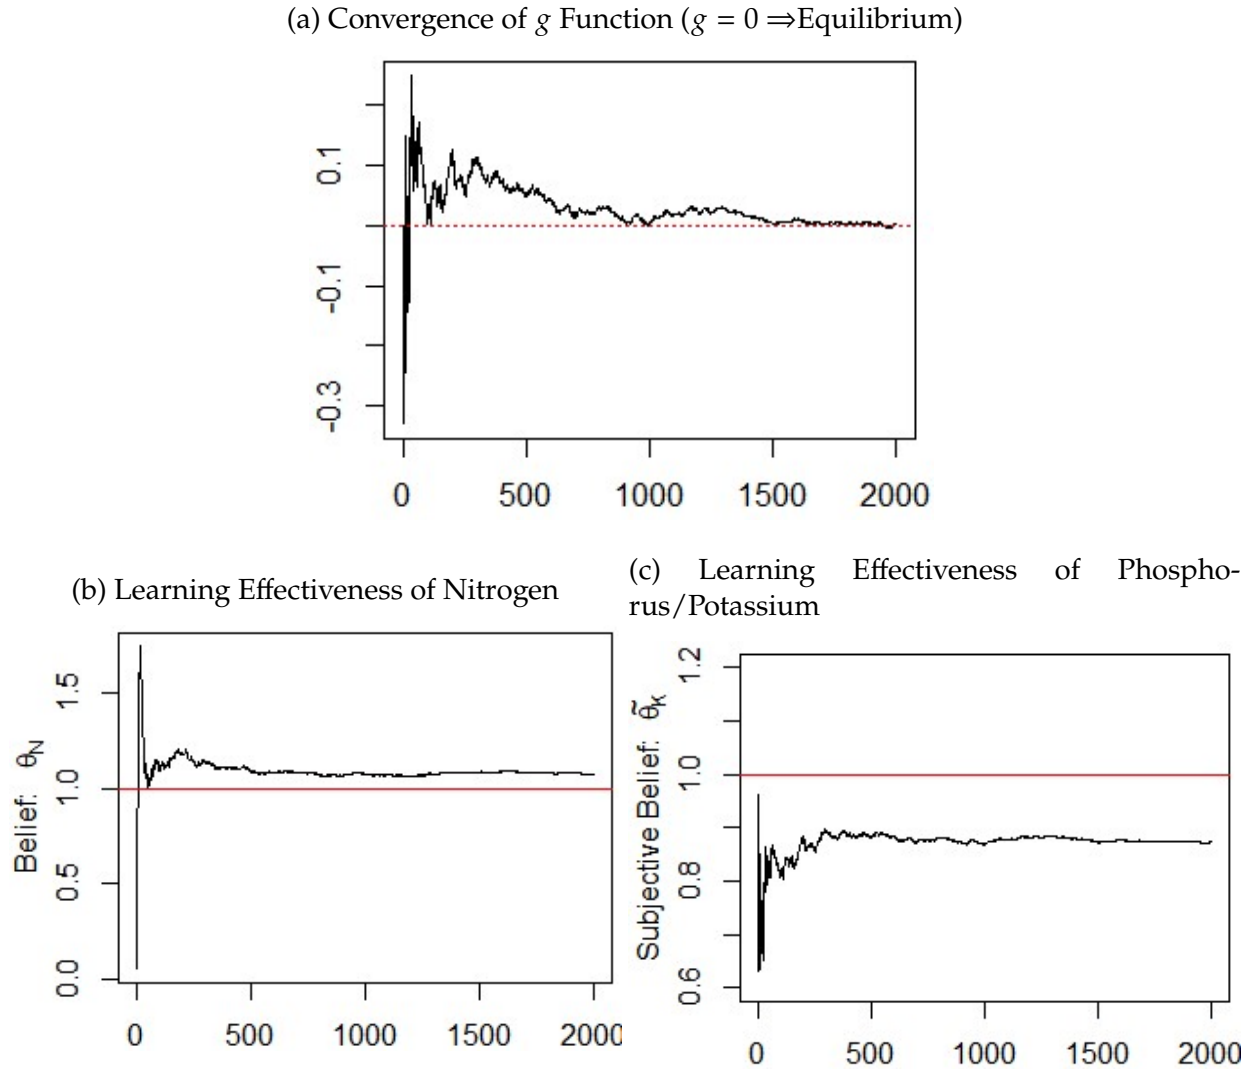 (a) Convergence of g Function (g = 0 ⇒Equilibrium)
0.1
-0.1
-0.3
0 500 1000 1500 2000
(b) Learning Effectiveness of Nitrogen
Belief: θN
1.5
1.0
0.5
0.0
0 500 1000 1500 2000
(c) Learning Effectiveness of Phospho-
rus/Potassium
Subjective Belief: θ̃K
1.2
1.0
0.8
0.6
0 500 1000 1500 2000